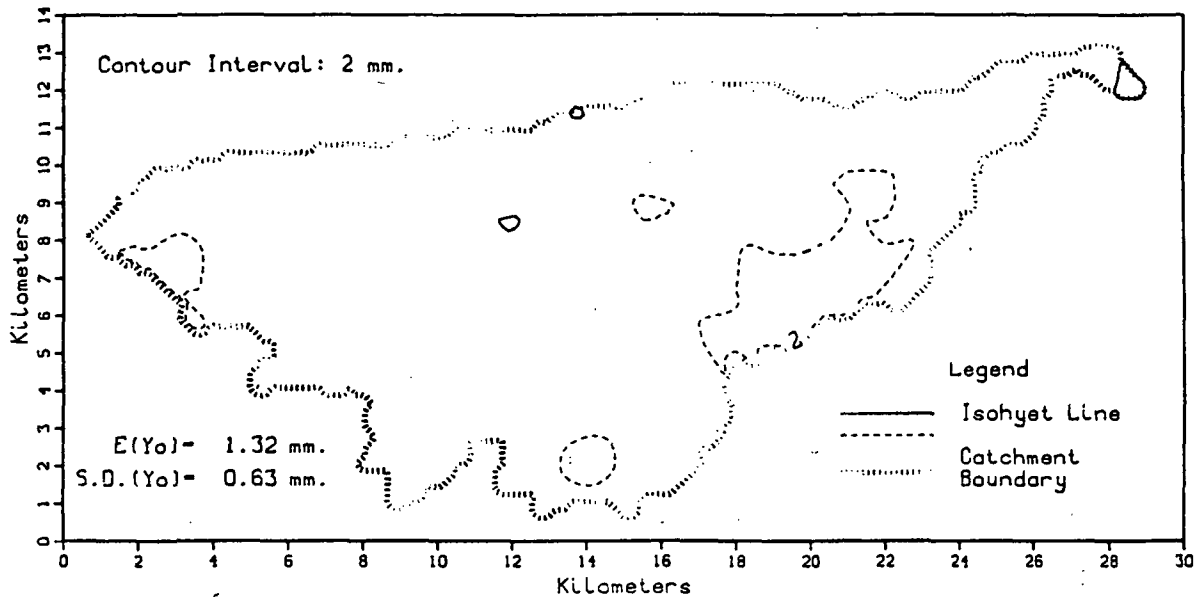 14
13
12
11
10
9
8
7
6
5
4
3
2
1
0
Kilometers
Contour Interval: 2 mm.
2
E(Yo)= 1.32 mm.
S.D.(Yo)= 0.63 mm.
Legend
Isohyet Line
Catchment
Boundary
0 2 4 6 8 10 12 14 16 18 20 22 24 26 28 30
Kilometers